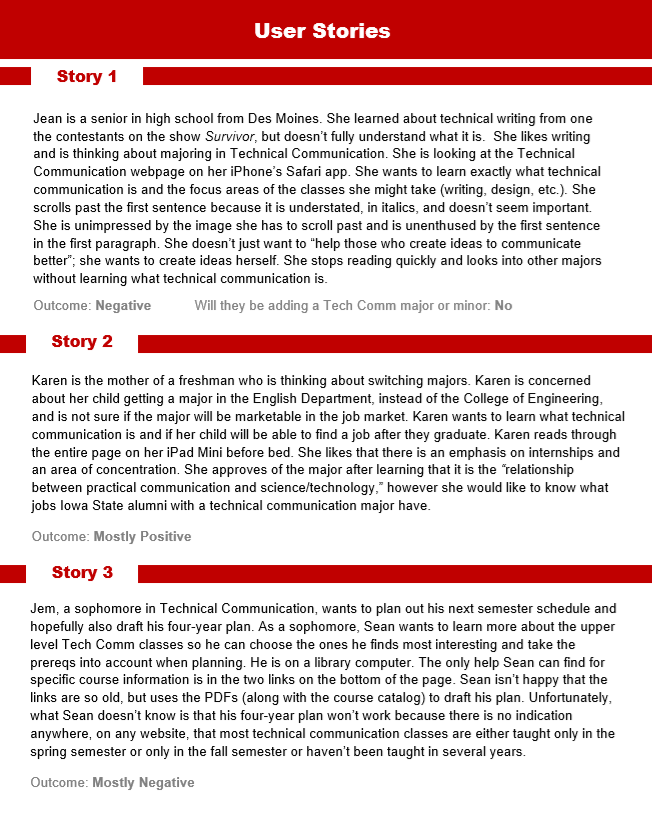 User Stories
Story 1
Jean is a senior in high school from Des Moines. She learned about technical writing from one
the contestants on the show Survivor, but doesn't fully understand what it is.  She likes writing
and is thinking about majoring in Technical Communication. She is looking at the Technical
Communication webpage on her iPhone's Safari app. She wants to learn exactly what technical
communication is and the focus areas of the classes she might take (writing, design, etc.). She
scrolls past the first sentence because it is understated, in italics, and doesn't seem important.
She is unimpressed by the image she has to scroll past and is unenthused by the first sentence
in the first paragraph. She doesn't just want to “help those who create ideas to communicate
better”; she wants to create ideas herself. She stops reading quickly and looks into other majors
without learning what technical communication is.
Outcome: Negative Will they be adding a Tech Comm major or minor: No
Story 2
Karen is the mother of a freshman who is thinking about switching majors. Karen is concerned
about her child getting a major in the English Department, instead of the College of Engineering,
and is not sure if the major will be marketable in the job market. Karen wants to learn what technical
communication is and if her child will be able to find a job after they graduate. Karen reads through
the entire page on her iPad Mini before bed. She likes that there is an emphasis on internships and
an area of concentration. She approves of the major after learning that it is the “relationship
between practical communication and science/technology,” however she would like to know what
jobs Iowa State alumni with a technical communication major have.
Outcome: Mostly Positive
Story 3
Jem, a sophomore in Technical Communication, wants to plan out his next semester schedule and
hopefully also draft his four-year plan. As a sophomore, Sean wants to learn more about the upper
level Tech Comm classes so he can choose the ones he finds most interesting and take the
prereqs into account when planning. He is on a library computer. The only help Sean can find for
specific course information is in the two links on the bottom of the page. Sean isn't happy that the
links are so old, but uses the PDFs (along with the course catalog) to draft his plan. Unfortunately,
what Sean doesn't know is that his four-year plan won't work because there is no indication
anywhere, on any website, that most technical communication classes are either taught only in the
spring semester or only in the fall semester or haven't been taught in several years.
Outcome: Mostly Negative